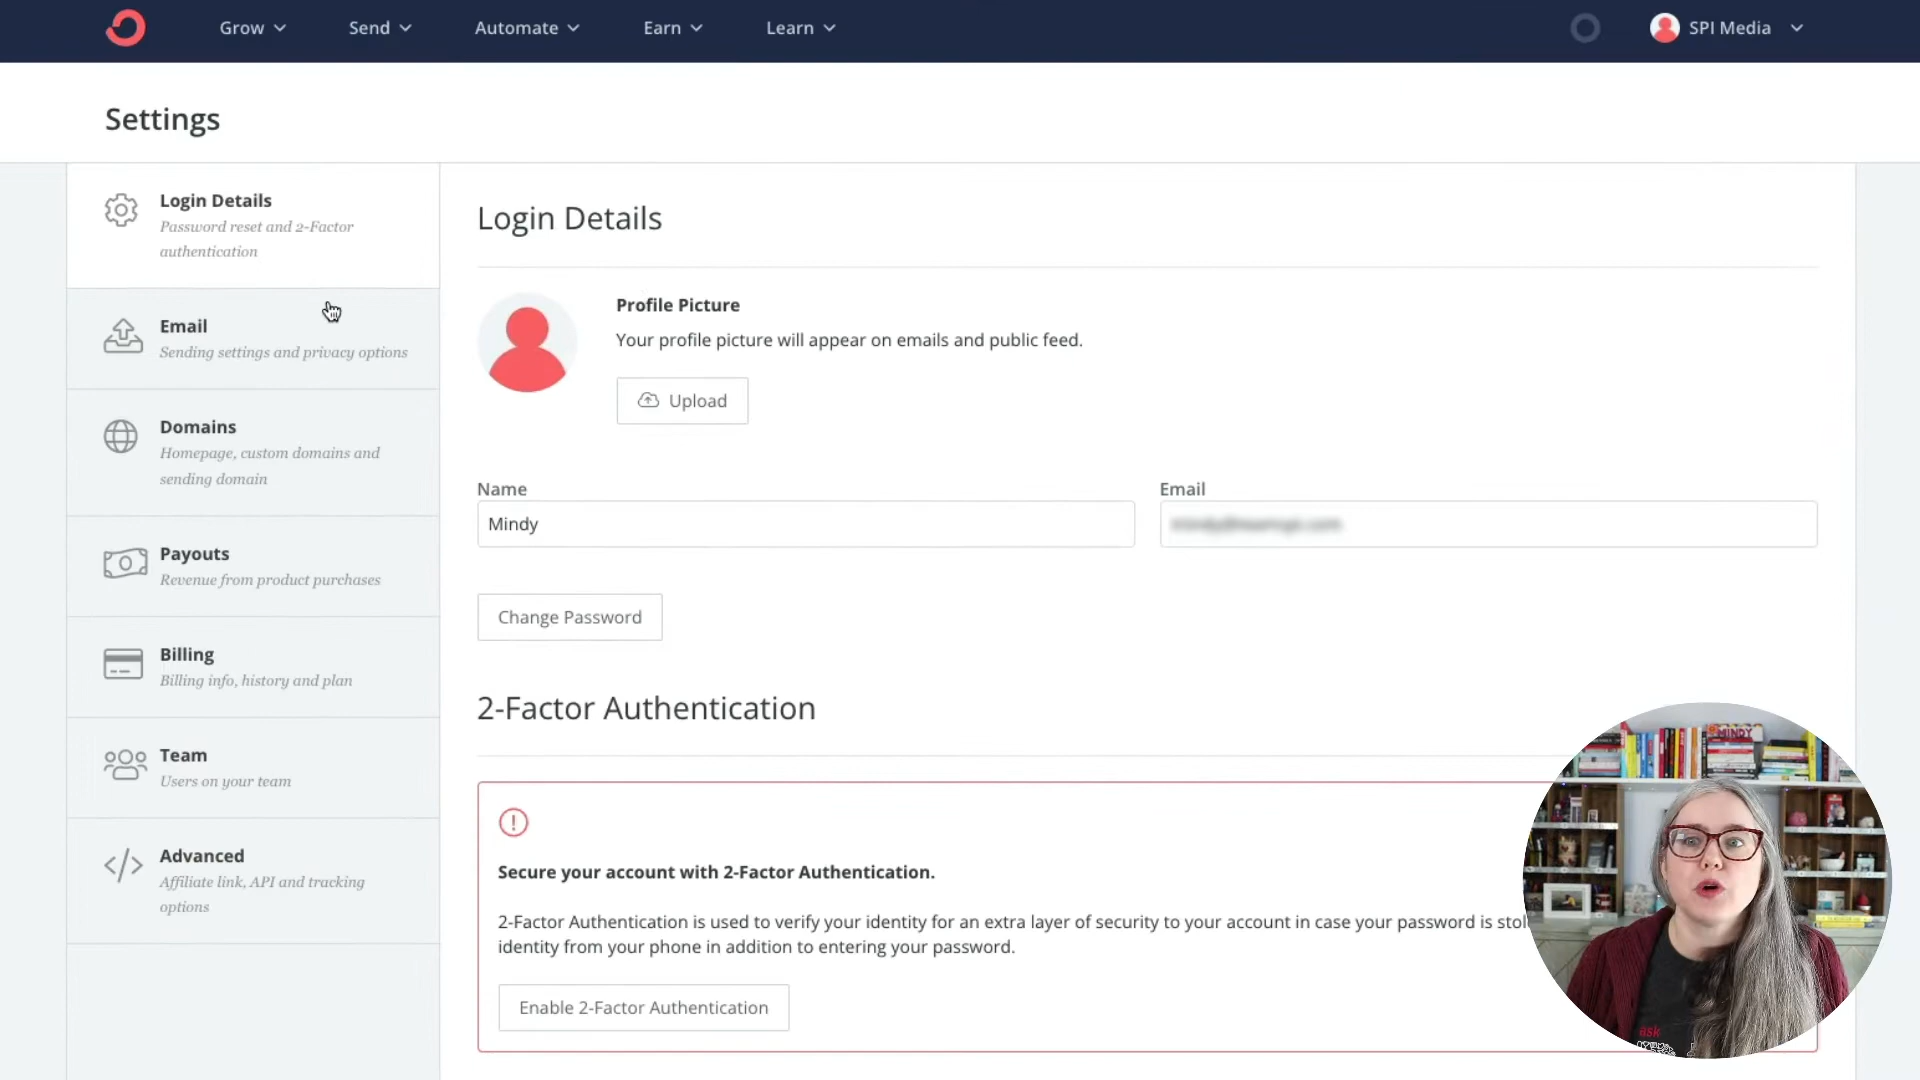 Grow
Send
Automate
Earn
Learn
SPI Media
Settings
Login Details
Password reset and 2-Factor
authentication
Email
Sending settings and privacy options
Domains
Homepage, custom domains and
sending domain
Payouts
Revenue from product purchases
Billing
Billing info, history and plan
Team
Users on your team
Advanced
Affiliate link, API and tracking
options
Login Details
Profile Picture
Your profile picture will appear on emails and public feed.
Upload
Name
Mindy
Email
Change Password
2-Factor Authentication
Secure your account with 2-Factor Authentication.
2-Factor Authentication is used to verify your identity for an extra layer of security to your account in case your password is stol
identity from your phone in addition to entering your password.
Enable 2-Factor Authentication
MINDY
ask